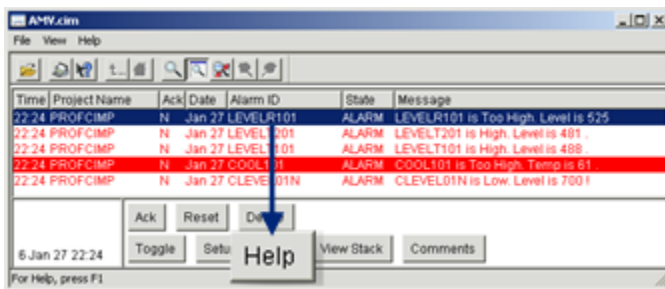 AMV.cim
File View Help
Time Project Name Ack Date Alarm ID State Message
22:24 PROFCIMP N Jan 27 LEVELR101 ALARM LEVELR101 is Too High. Level is 525
22:24 PROFCIMP N Jan 27 LEVELT201 ALARM LEVELT201 is High. Level is 481 .
22:24 PROFCIMP N Jan 27 LEVELT101 ALARM LEVELT101 is High. Level is 488 .
22:24 PROFCIMP N Jan 27 COOL101 ALARM COOL101 is Too High. Temp is 61 .
22:24 PROFCIMP N Jan 27 CLEVEL01N ALARM CLEVEL01N is Low. Level is 700 !
Ack Reset
6 Jan 27 22:24 Toggle Help View Stack Comments
For Help, press F1